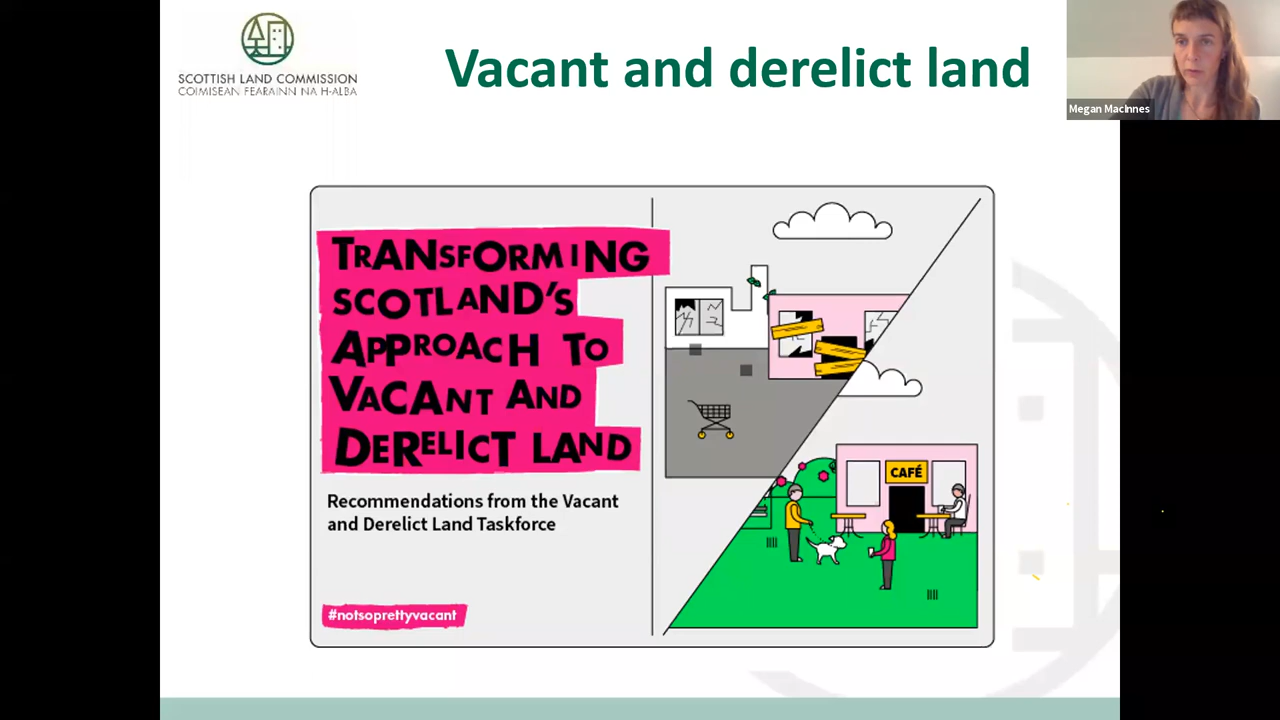 SCOTTISH LAND COMMISSION
COIMISEAN FEARAINN NA H-ALBA
Vacant and derelict land
Megan MacInnes
TRANSFORMING
SCOTLAND'S
APPROACH TO
VACANT AND
DERELICT LAND
Recommendations from the Vacant
and Derelict Land Taskforce
#notsoprettyvacant
CAFÉ